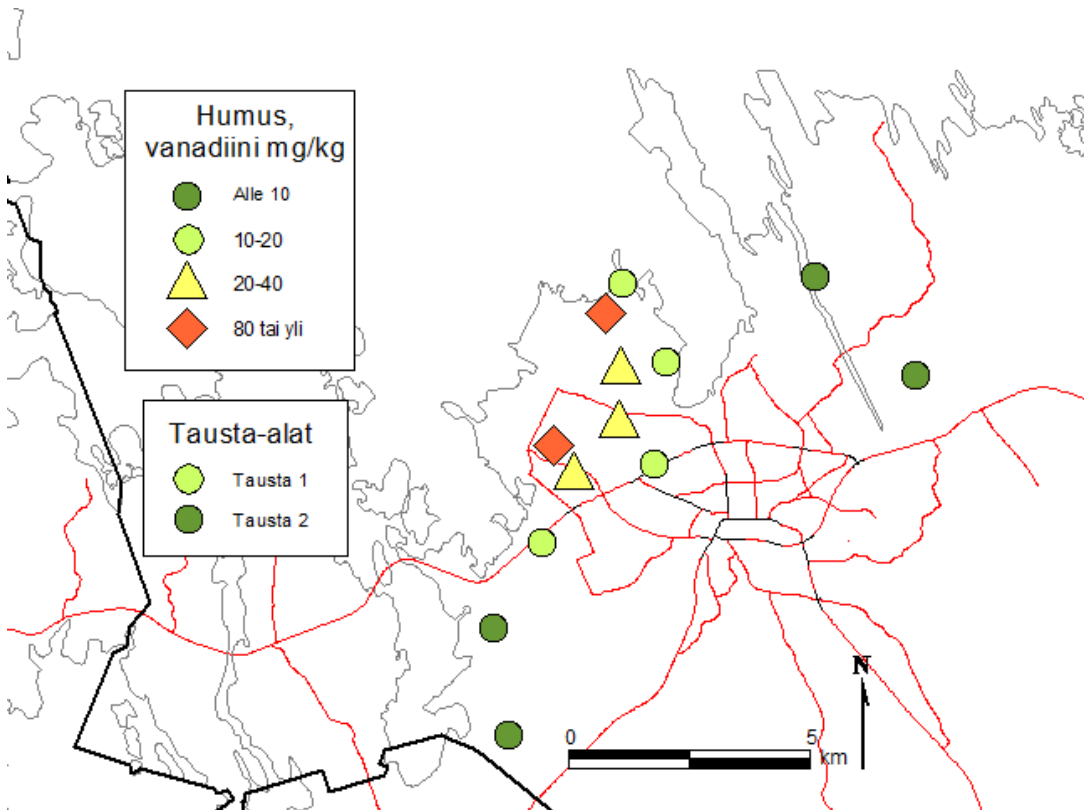 Humus,
vanadiini mg/kg
Alle 10
10-20
20-40
80 tai yli
Tausta-alat
Tausta 1
Tausta 2
N
0 5
km